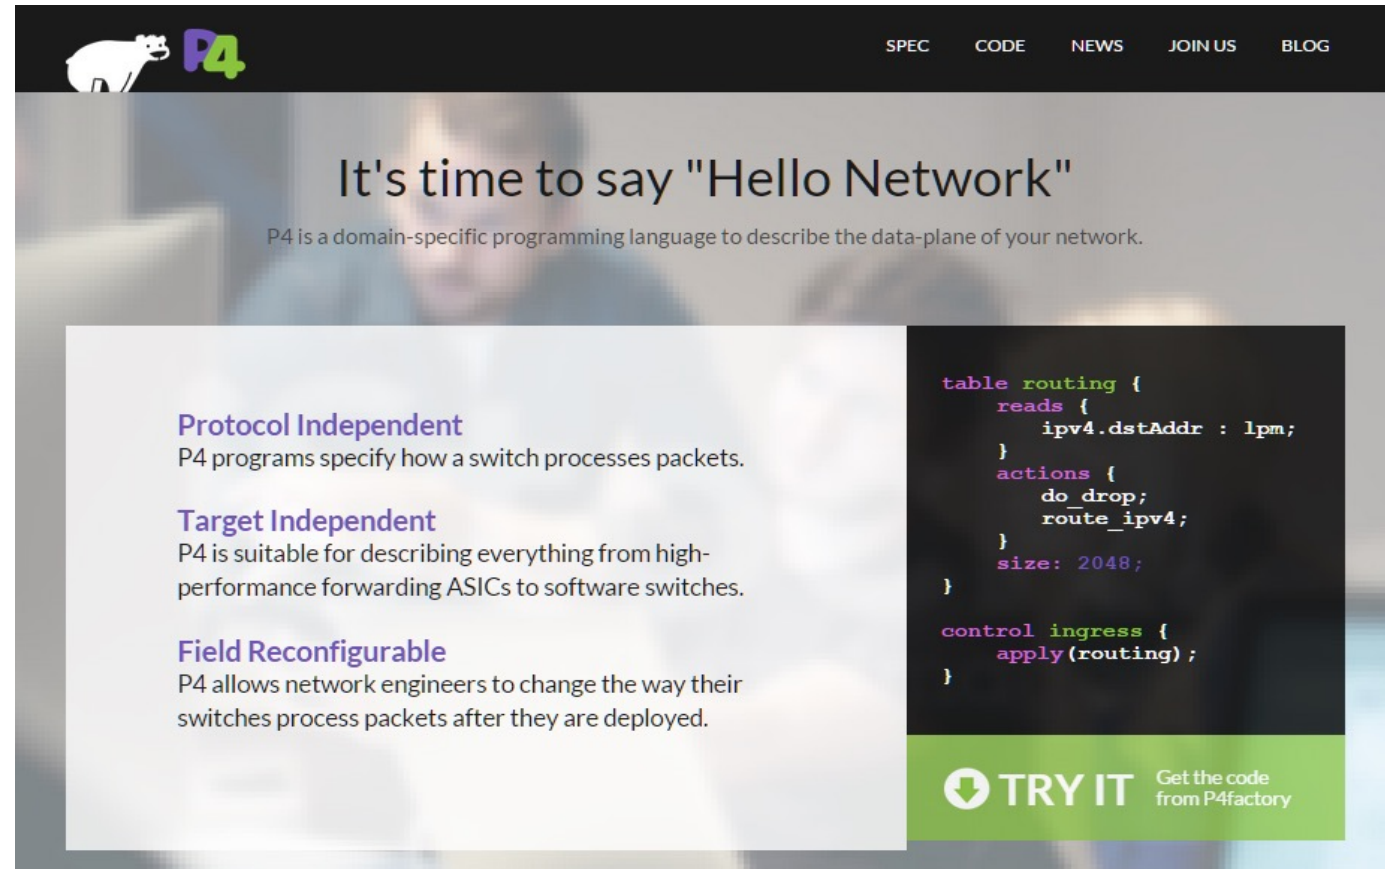 P4
SPEC CODE NEWS JOIN US BLOG
It's time to say "Hello Network"
P4 is a domain-specific programming language to describe the data-plane of your network.
Protocol Independent
P4 programs specify how a switch processes packets.
Target Independent
P4 is suitable for describing everything from high-
performance forwarding ASICs to software switches.
Field Reconfigurable
P4 allows network engineers to change the way their
switches process packets after they are deployed.
table routing {
    reads {
        ipv4.dstAddr : lpm;
    }
    actions {
        do_drop;
        route_ipv4;
    }
    size: 2048;
}
control ingress {
    apply(routing);
}
TRY IT
Get the code
from P4factory